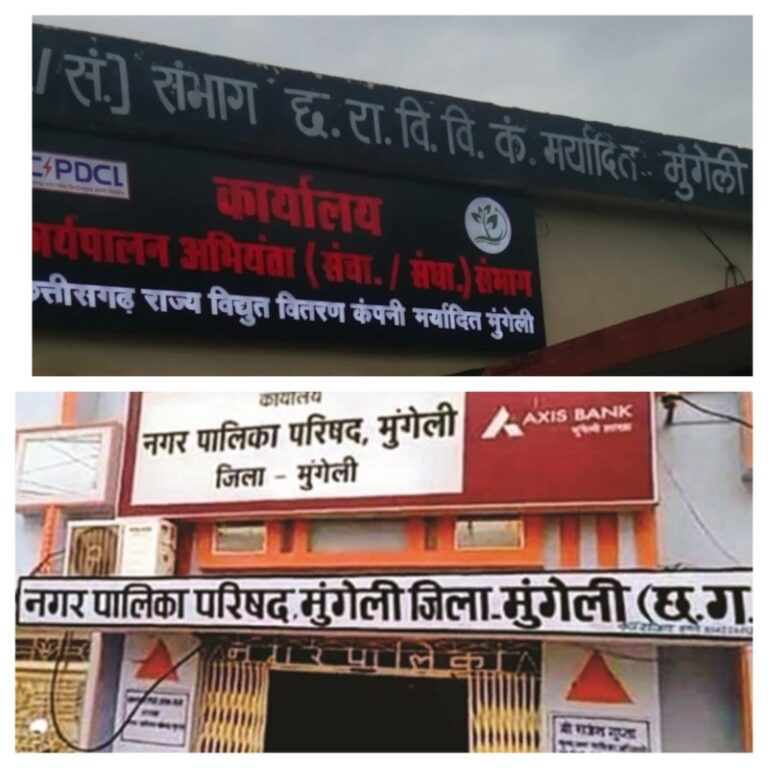 / सं.) संभाग छ. रा. वि. वि. कं. मर्यादित - मुंगेली
PDCL
कार्यालय
कार्यपालन अभियंता (संचा. / संधा.) संभाग
छत्तीसगढ़ राज्य विद्युत वितरण कंपनी मर्यादित मुंगेली
कार्यालय
नगर पालिका परिषद, मुंगेली
जिला - मुंगेली
AXIS BANK
मुंगेली शाखा
नगर पालिका परिषद, मुंगेली जिला-मुंगेली (छ.ग.
नगर पालिका
श्री राजेन्द्र गुप्ता